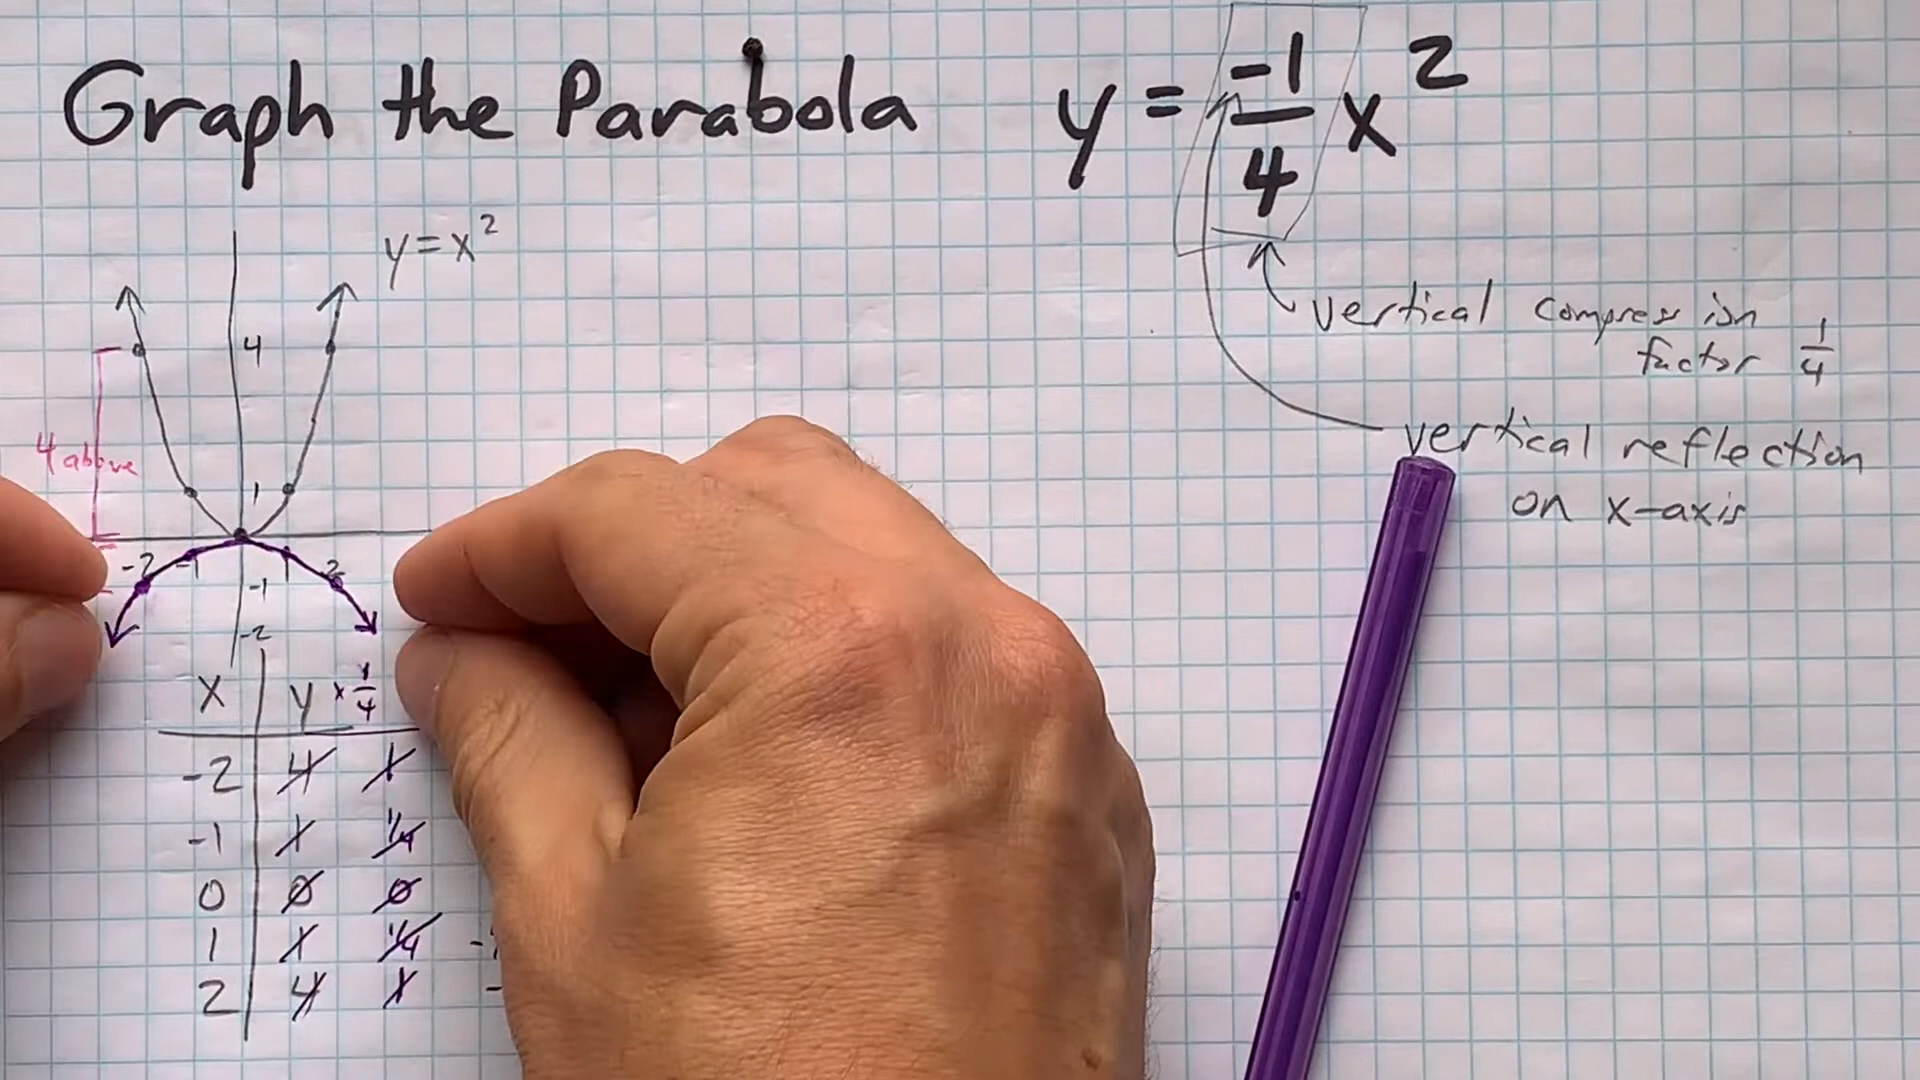 Graph the Parabola y = -1/4 x²
y=x²
4
vertical compression
factor 1/4
4 above
vertical reflection
on x-axis
1
-2 -1 1 2
-1
-2
x y × 1/4
-2 4 1
-1 1 1/4
0 0 0
1 1 1/4 -
2 4 1 -